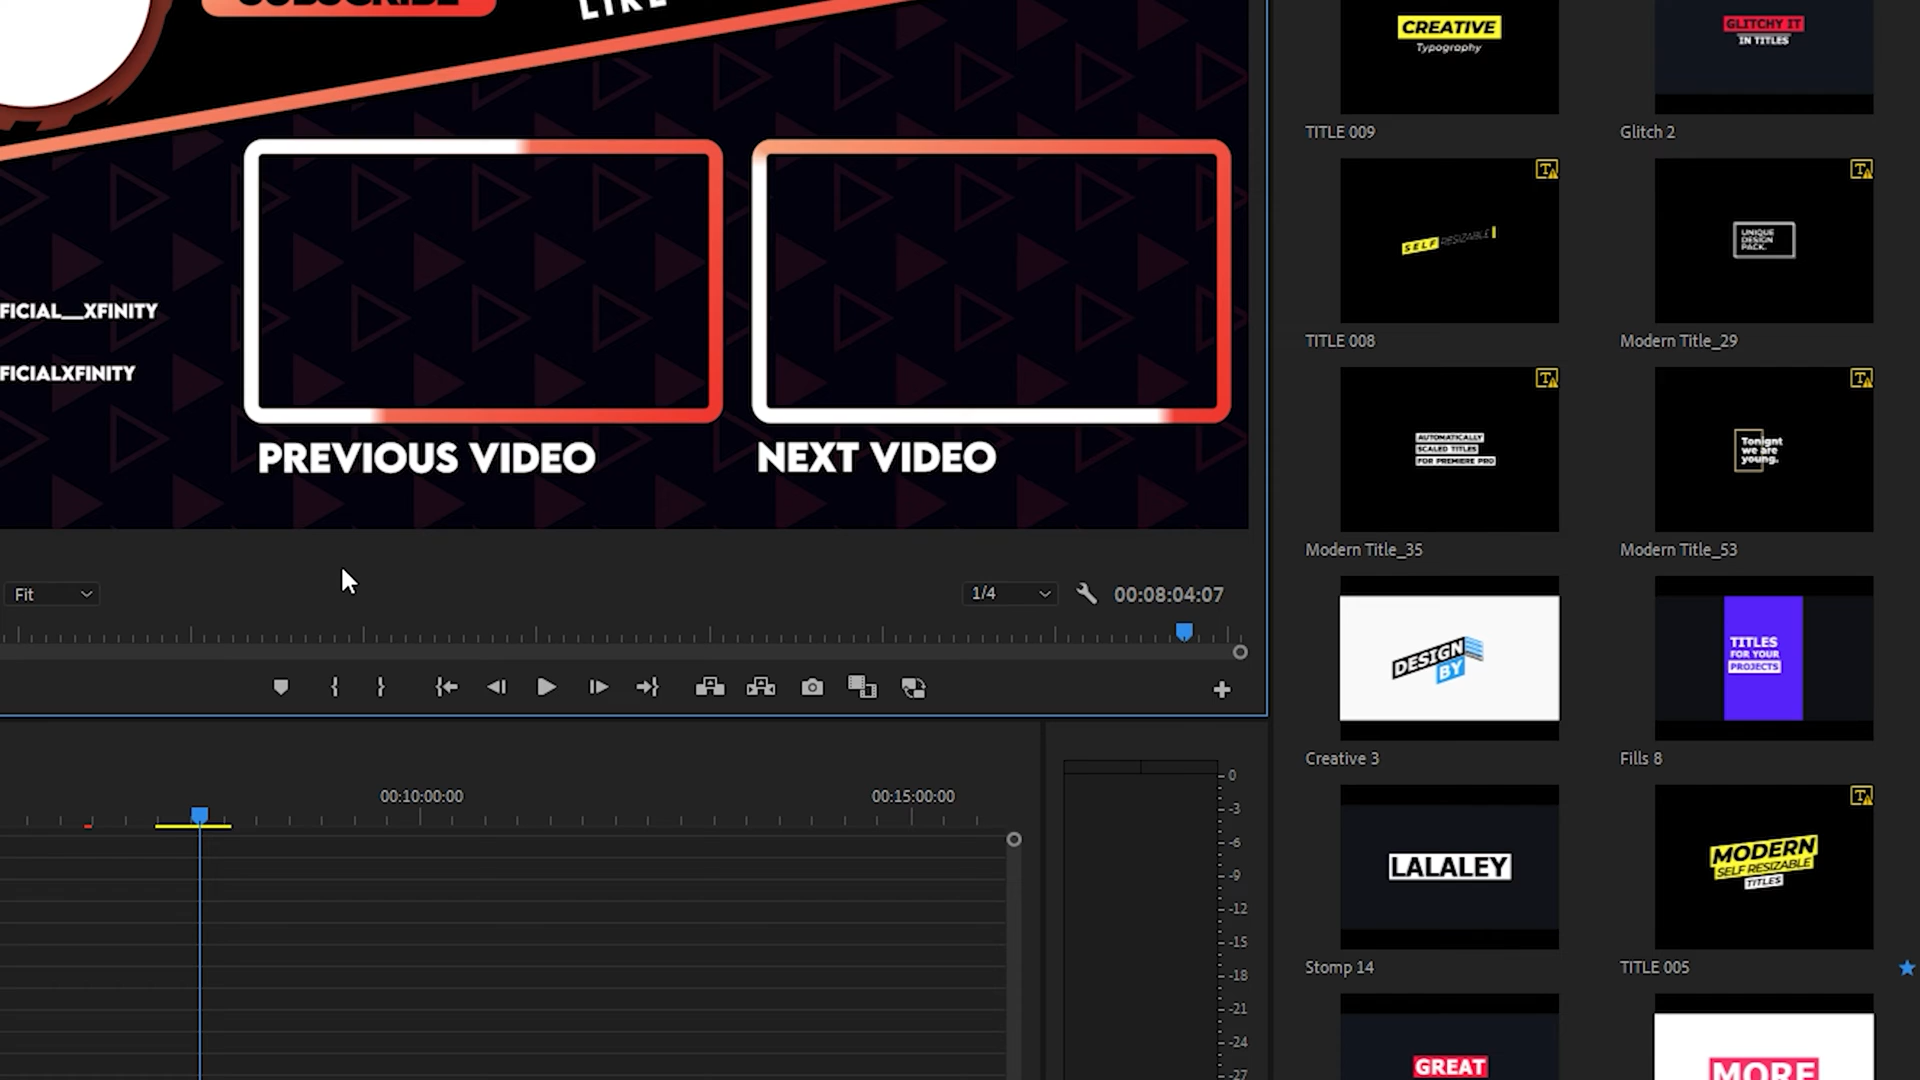 SUBSCRIBE
LIKE
FICIAL__XFINITY
FICIALXFINITY
PREVIOUS VIDEO
NEXT VIDEO
Fit
1/4
00:08:04:07
00:10:00:00
00:15:00:00
0
-3
-6
-9
-12
-15
-18
-21
-24
-27
CREATIVE
Typography
TITLE 009
GLITCHY IT
IN TITLES
Glitch 2
SELF RESIZABLE
TITLE 008
UNIQUE
DESIGN
PACK.
Modern Title_29
AUTOMATICALLY
SCALED TITLES
FOR PREMIERE PRO
Modern Title_35
Tonignt
we are
young.
Modern Title_53
DESIGN
BY
Creative 3
TITLES
FOR YOUR
PROJECTS
Fills 8
LALALEY
Stomp 14
MODERN
SELF RESIZABLE
TITLES
TITLE 005
GREAT
MORE